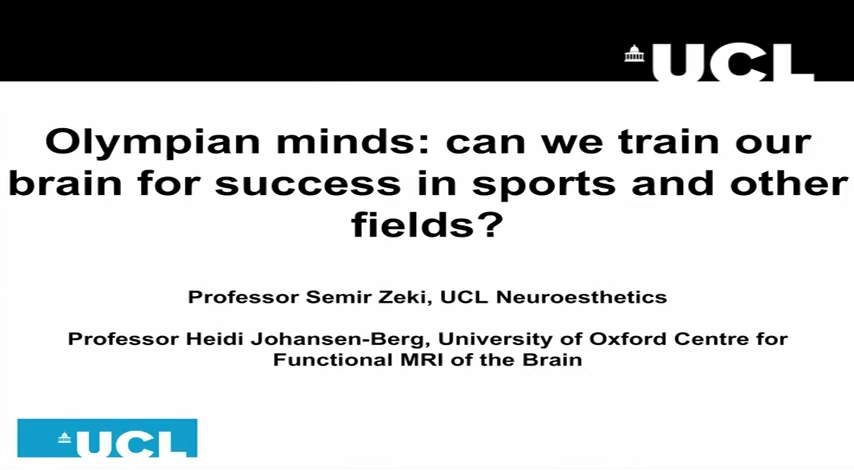 UCL
Olympian minds: can we train our
brain for success in sports and other
fields?
Professor Semir Zeki, UCL Neuroesthetics
Professor Heidi Johansen-Berg, University of Oxford Centre for
Functional MRI of the Brain
UCL